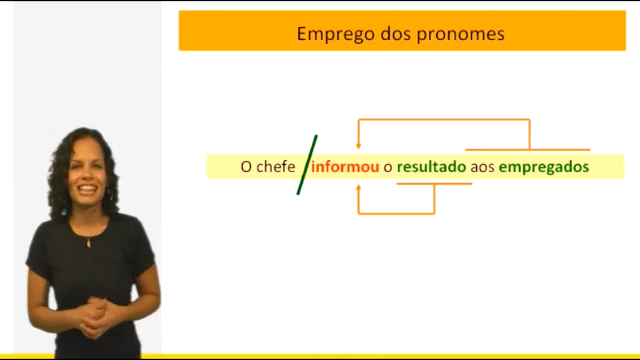 Emprego dos pronomes
O chefe informou o resultado aos empregados